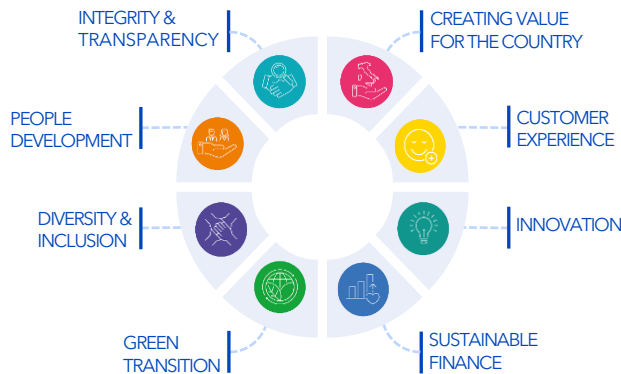 INTEGRITY &
TRANSPARENCY
CREATING VALUE
FOR THE COUNTRY
PEOPLE
DEVELOPMENT
CUSTOMER
EXPERIENCE
DIVERSITY &
INCLUSION
INNOVATION
GREEN
TRANSITION
SUSTAINABLE
FINANCE